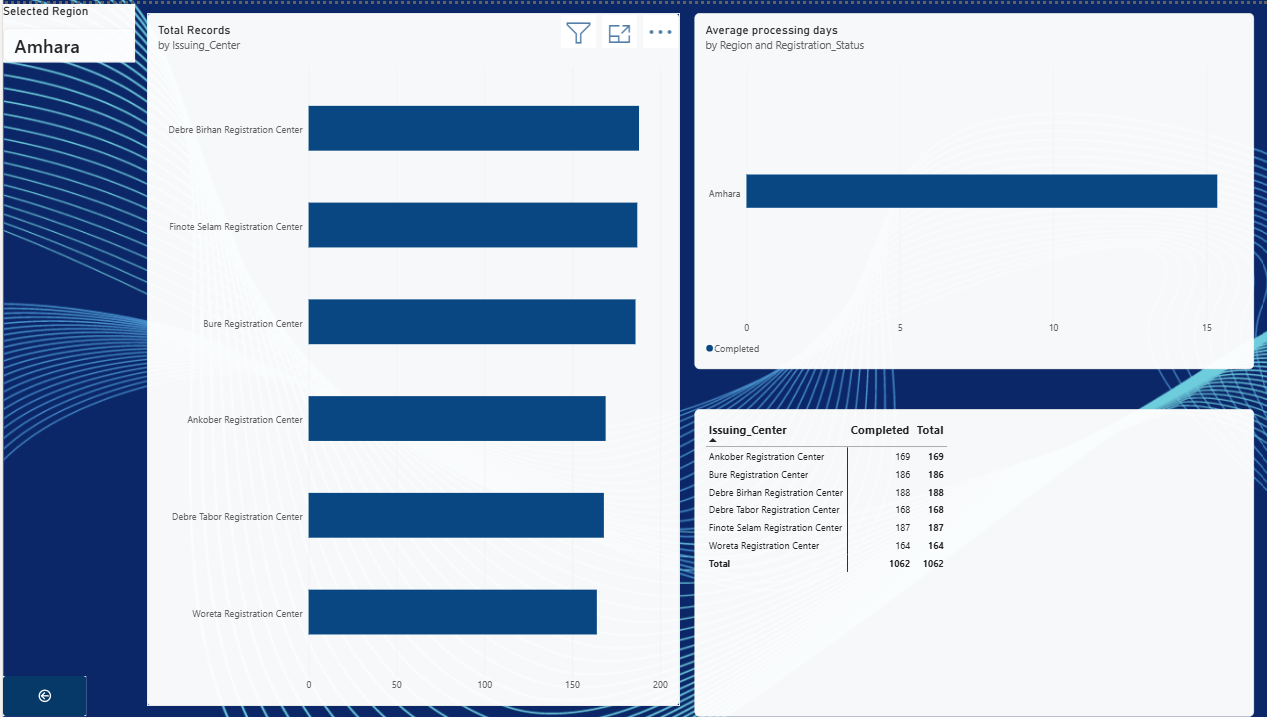 Selected Region
Amhara
Total Records
by Issuing_Center
Debre Birhan Registration Center
Finote Selam Registration Center
Bure Registration Center
Ankober Registration Center
Debre Tabor Registration Center
Woreta Registration Center
0 50 100 150 200
Average processing days
by Region and Registration_Status
Amhara
0 5 10 15
Completed
Issuing_Center Completed Total
Ankober Registration Center 169 169
Bure Registration Center 186 186
Debre Birhan Registration Center 188 188
Debre Tabor Registration Center 168 168
Finote Selam Registration Center 187 187
Woreta Registration Center 164 164
Total 1062 1062